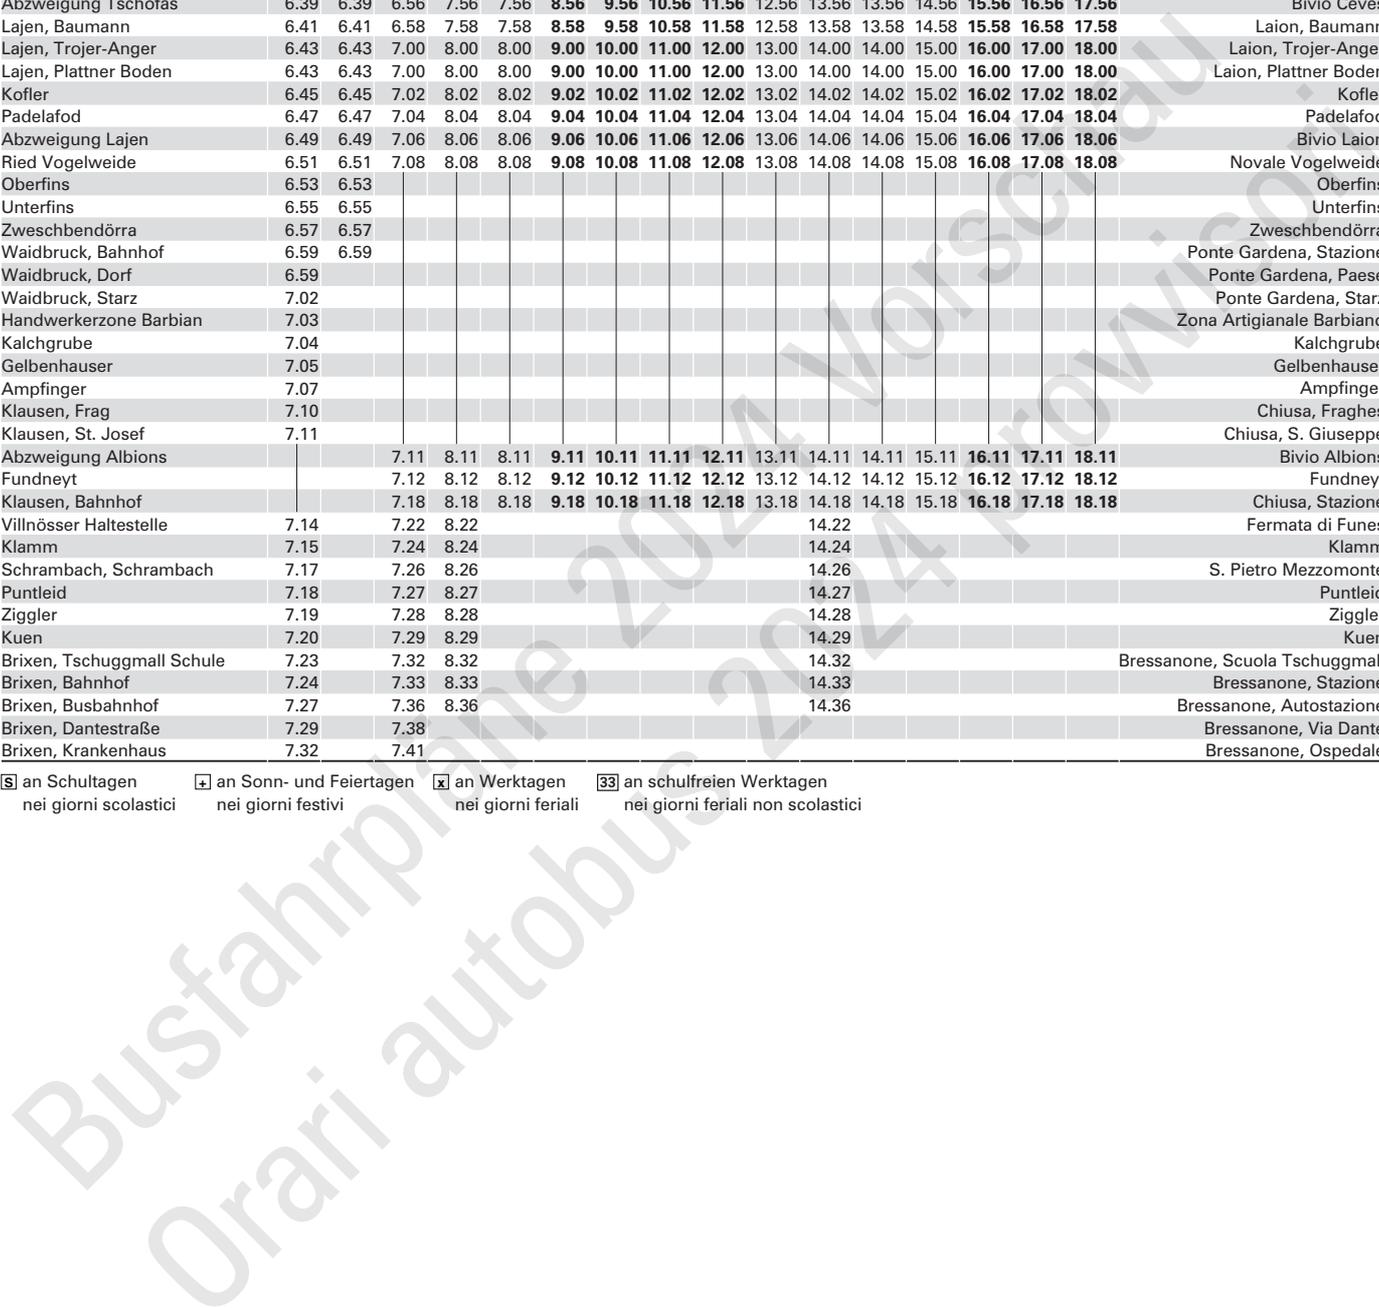 Abzweigung Tschofas 6.39 6.39 6.56 7.56 7.56 8.56 9.56 10.56 11.56 12.56 13.56 13.56 14.56 15.56 16.56 17.56 Bivio Ceves
Lajen, Baumann 6.41 6.41 6.58 7.58 7.58 8.58 9.58 10.58 11.58 12.58 13.58 13.58 14.58 15.58 16.58 17.58 Laion, Baumann
Lajen, Trojer-Anger 6.43 6.43 7.00 8.00 8.00 9.00 10.00 11.00 12.00 13.00 14.00 14.00 15.00 16.00 17.00 18.00 Laion, Trojer-Ange
Lajen, Plattner Boden 6.43 6.43 7.00 8.00 8.00 9.00 10.00 11.00 12.00 13.00 14.00 14.00 15.00 16.00 17.00 18.00 Laion, Plattner Boden
Kofler 6.45 6.45 7.02 8.02 8.02 9.02 10.02 11.02 12.02 13.02 14.02 14.02 15.02 16.02 17.02 18.02 Kofle
Padelafod 6.47 6.47 7.04 8.04 8.04 9.04 10.04 11.04 12.04 13.04 14.04 14.04 15.04 16.04 17.04 18.04 Padelafod
Abzweigung Lajen 6.49 6.49 7.06 8.06 8.06 9.06 10.06 11.06 12.06 13.06 14.06 14.06 15.06 16.06 17.06 18.06 Bivio Laion
Ried Vogelweide 6.51 6.51 7.08 8.08 8.08 9.08 10.08 11.08 12.08 13.08 14.08 14.08 15.08 16.08 17.08 18.08 Novale Vogelweide
Oberfins 6.53 6.53 Oberfins
Unterfins 6.55 6.55 Unterfins
Zweschbendörra 6.57 6.57 Zweschbendörra
Waidbruck, Bahnhof 6.59 6.59 Ponte Gardena, Stazione
Waidbruck, Dorf 6.59 Ponte Gardena, Paese
Waidbruck, Starz 7.02 Ponte Gardena, Starz
Handwerkerzone Barbian 7.03 Zona Artigianale Barbiano
Kalchgrube 7.04 Kalchgrube
Gelbenhauser 7.05 Gelbenhause
Ampfinger 7.07 Ampfinge
Klausen, Frag 7.10 Chiusa, Fraghes
Klausen, St. Josef 7.11 Chiusa, S. Giuseppe
Abzweigung Albions 7.11 8.11 8.11 9.11 10.11 11.11 12.11 13.11 14.11 14.11 15.11 16.11 17.11 18.11 Bivio Albions
Fundneyt 7.12 8.12 8.12 9.12 10.12 11.12 12.12 13.12 14.12 14.12 15.12 16.12 17.12 18.12 Fundney
Klausen, Bahnhof 7.18 8.18 8.18 9.18 10.18 11.18 12.18 13.18 14.18 14.18 15.18 16.18 17.18 18.18 Chiusa, Stazione
Villnösser Haltestelle 7.14 7.22 8.22 14.22 Fermata di Funes
Klamm 7.15 7.24 8.24 14.24 Klamm
Schrambach, Schrambach 7.17 7.26 8.26 14.26 S. Pietro Mezzomonte
Puntleid 7.18 7.27 8.27 14.27 Puntleid
Ziggler 7.19 7.28 8.28 14.28 Ziggle
Kuen 7.20 7.29 8.29 14.29 Kuen
Brixen, Tschuggmall Schule 7.23 7.32 8.32 14.32 Bressanone, Scuola Tschuggmall
Brixen, Bahnhof 7.24 7.33 8.33 14.33 Bressanone, Stazione
Brixen, Busbahnhof 7.27 7.36 8.36 14.36 Bressanone, Autostazione
Brixen, Dantestraße 7.29 7.38 Bressanone, Via Dante
Brixen, Krankenhaus 7.32 7.41 Bressanone, Ospedale
S an Schultagen + an Sonn- und Feiertagen x an Werktagen 33 an schulfreien Werktagen
nei giorni scolastici nei giorni festivi nei giorni feriali nei giorni feriali non scolastici
Busfahrpläne 2024 Vorschau
Orari autobus 2024 provvisori